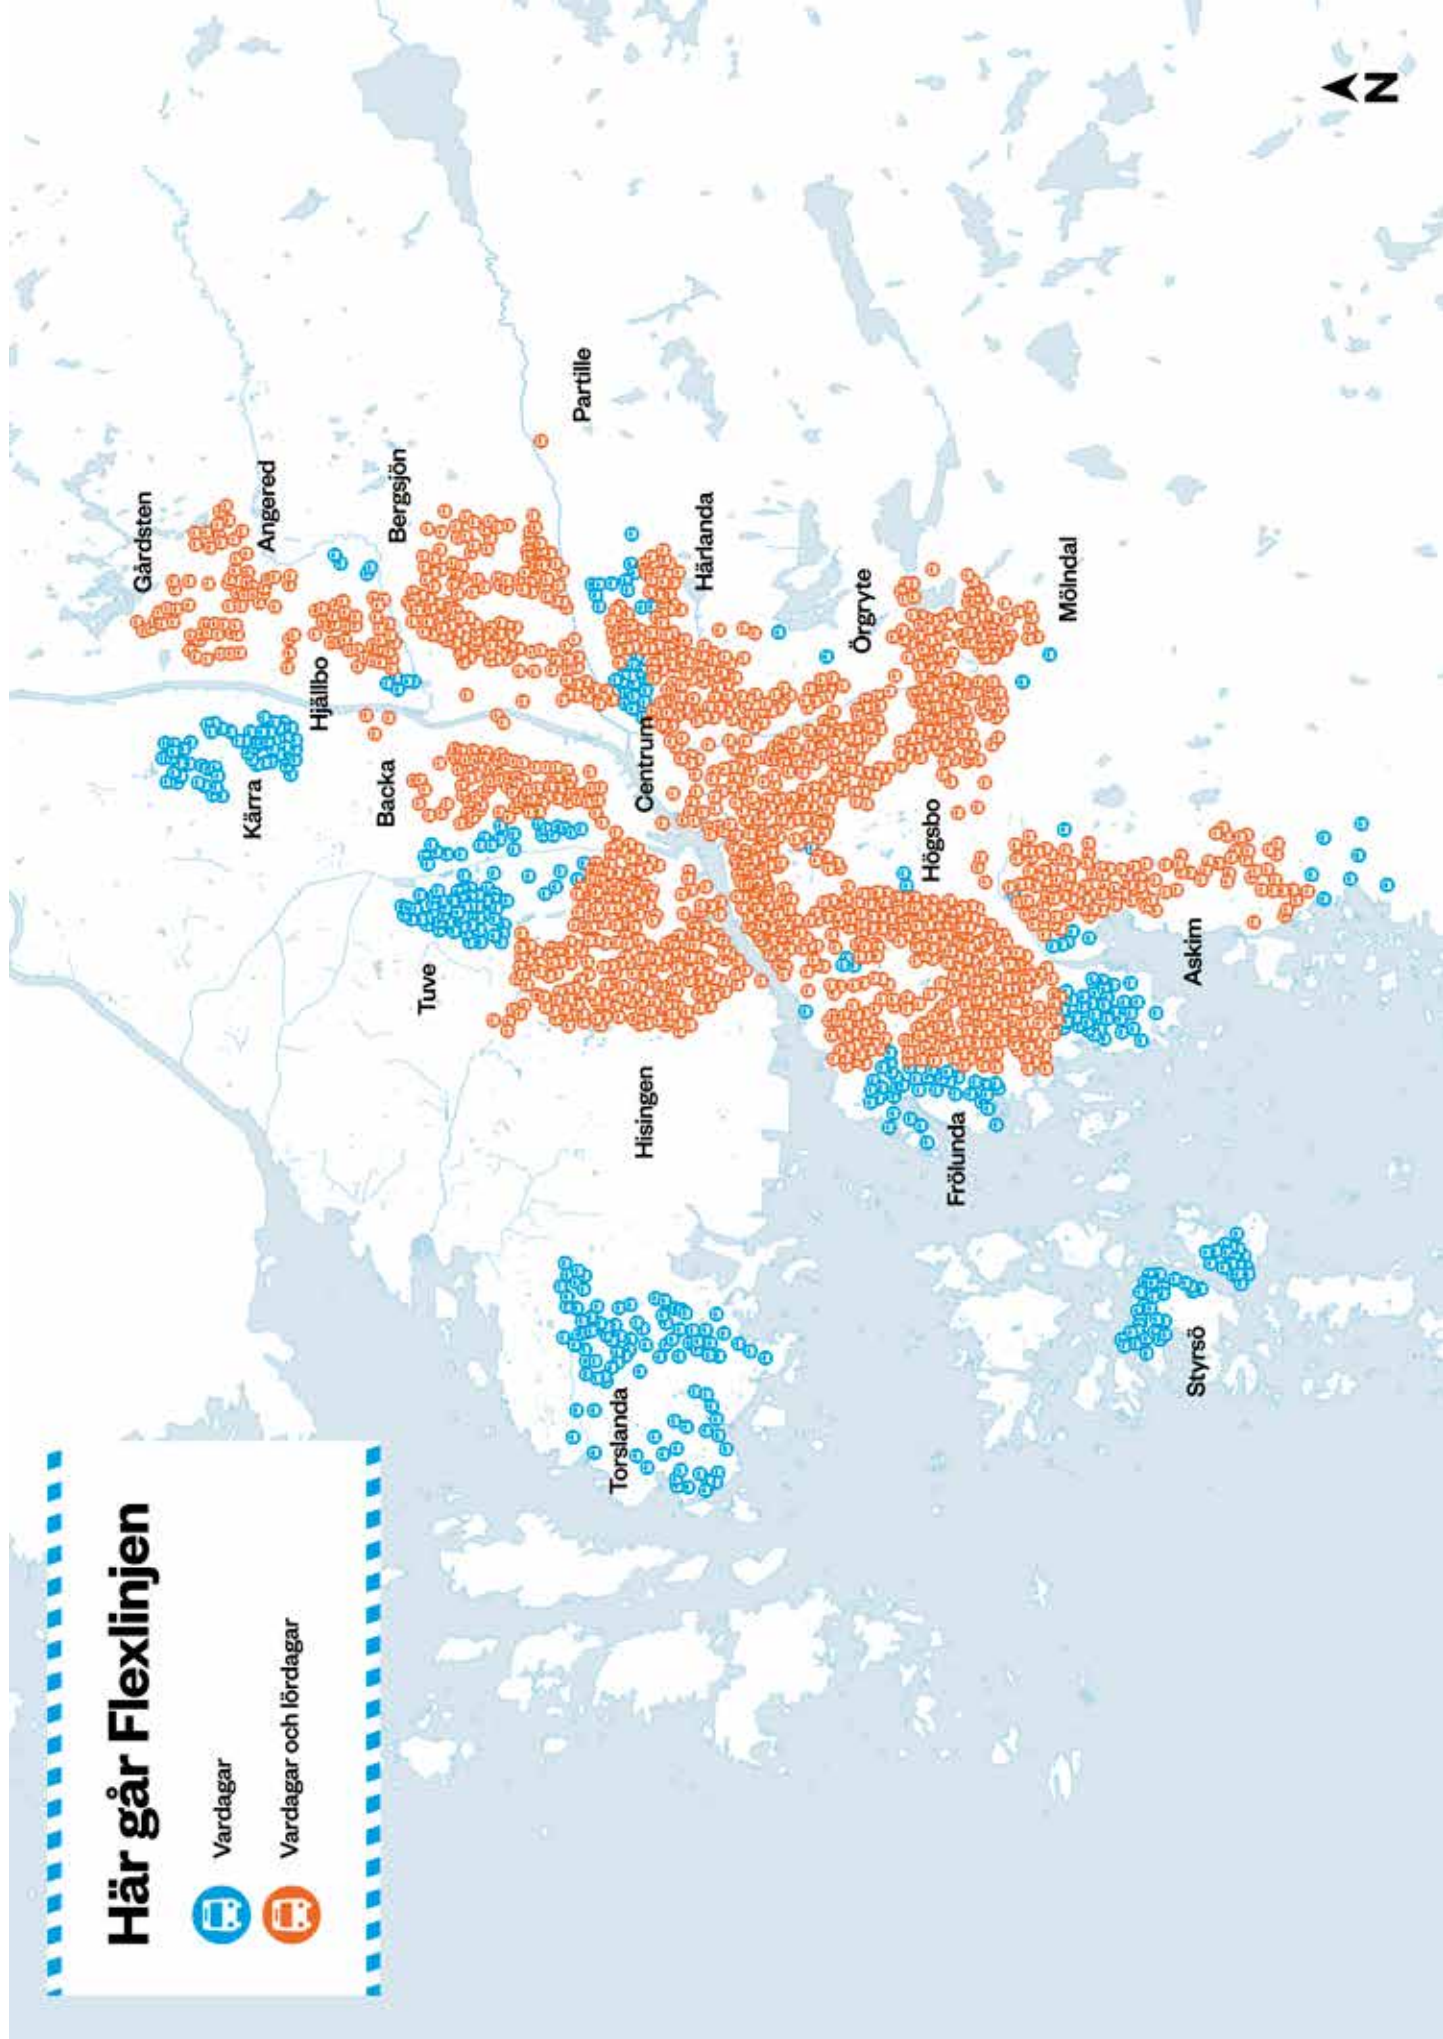 Här går Flexlinjen
Vardagar
Vardagar och lördagar
Gårdsten
Angered
Kärra
Hjällbo
Bergsjön
Backa
Tuve
Partille
Hisingen
Centrum
Torslanda
Härlanda
Örgryte
Högsbo
Frölunda
Mölndal
Askim
Styrsö
N